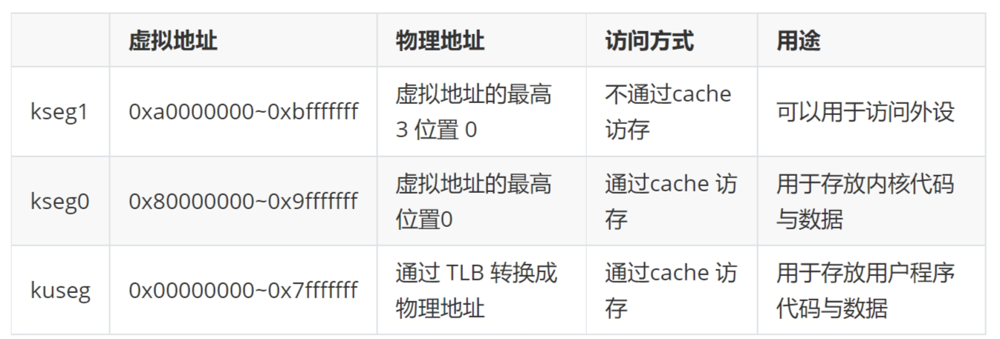 虚拟地址 物理地址 访问方式 用途
kseg1 0xa0000000~0xbfffffff 虚拟地址的最高 3 位置 0 不通过cache 访存 可以用于访问外设
kseg0 0x80000000~0x9fffffff 虚拟地址的最高位置0 通过cache 访存 用于存放内核代码与数据
kuseg 0x00000000~0x7fffffff 通过 TLB 转换成物理地址 通过cache 访存 用于存放用户程序代码与数据